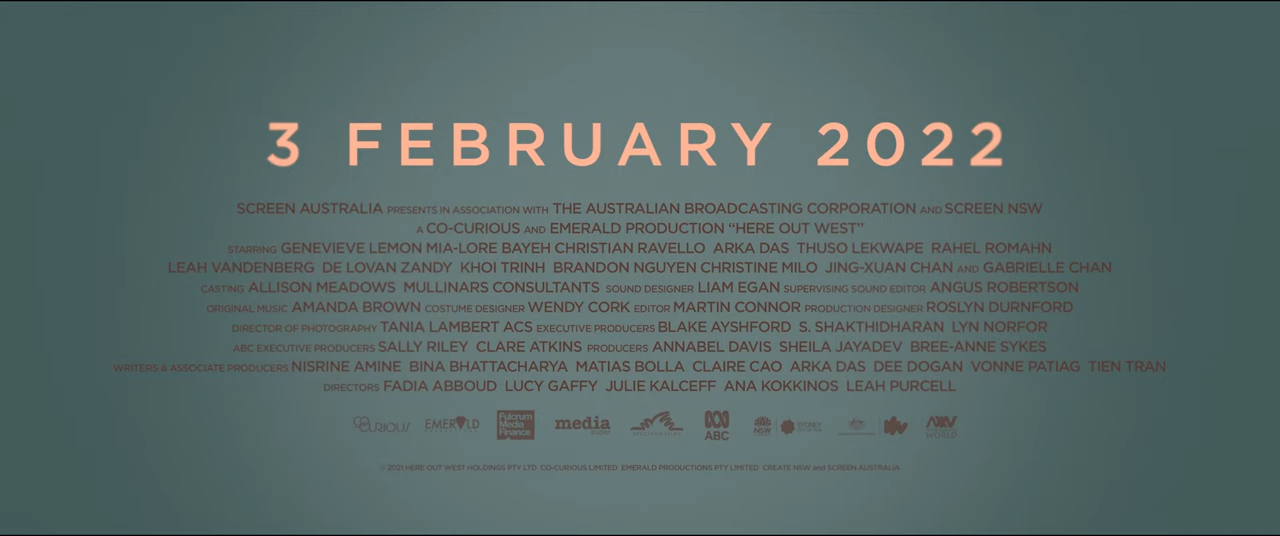 3 FEBRUARY 2022
SCREEN AUSTRALIA PRESENTS IN ASSOCIATION WITH THE AUSTRALIAN BROADCASTING CORPORATION AND SCREEN NSW
A CO-CURIOUS AND EMERALD PRODUCTION “HERE OUT WEST”
STARRING GENEVIEVE LEMON MIA-LORE BAYEH CHRISTIAN RAVELLO ARKA DAS THUSO LEKWAPE RAHEL ROMAHN
LEAH VANDENBERG DE LOVAN ZANDY KHOI TRINH BRANDON NGUYEN CHRISTINE MILO JING-XUAN CHAN AND GABRIELLE CHAN
CASTING ALLISON MEADOWS MULLINARS CONSULTANTS SOUND DESIGNER LIAM EGAN SUPERVISING SOUND EDITOR ANGUS ROBERTSON
ORIGINAL MUSIC AMANDA BROWN COSTUME DESIGNER WENDY CORK EDITOR MARTIN CONNOR PRODUCTION DESIGNER ROSLYN DURNFORD
DIRECTOR OF PHOTOGRAPHY TANIA LAMBERT ACS EXECUTIVE PRODUCERS BLAKE AYSHFORD S. SHAKTHIDHARAN LYN NORFOR
ABC EXECUTIVE PRODUCERS SALLY RILEY CLARE ATKINS PRODUCERS ANNABEL DAVIS SHEILA JAYADEV BREE-ANNE SYKES
WRITERS & ASSOCIATE PRODUCERS NISRINE AMINE BINA BHATTACHARYA MATIAS BOLLA CLAIRE CAO ARKA DAS DEE DOGAN VONNE PATIAG TIEN TRAN
DIRECTORS FADIA ABBOUD LUCY GAFFY JULIE KALCEFF ANA KOKKINOS LEAH PURCELL
CURIOUS EMERALD Fulcrum Media Finance media ABC NSW SYDNEY WORLD
© 2021 HERE OUT WEST HOLDINGS PTY LTD CO-CURIOUS LIMITED EMERALD PRODUCTIONS PTY LIMITED CREATE NSW and SCREEN AUSTRALIA